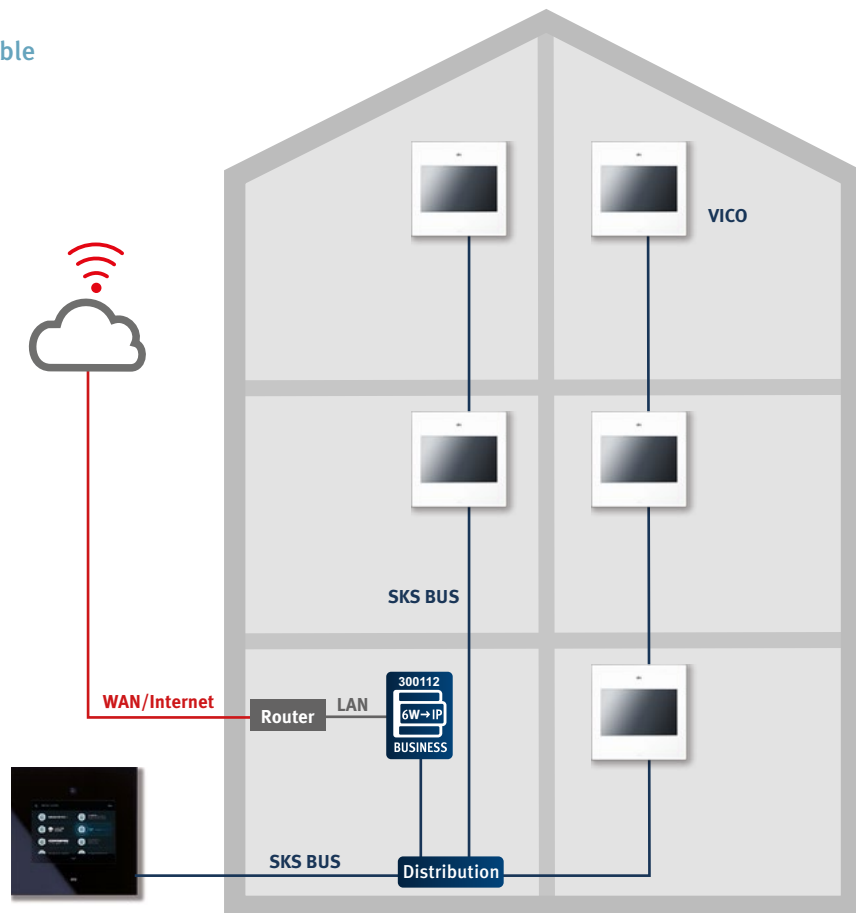 ble
VICO
SKS BUS
WAN/Internet
Router
LAN
300112
6W→IP
BUSINESS
SKS BUS
Distribution